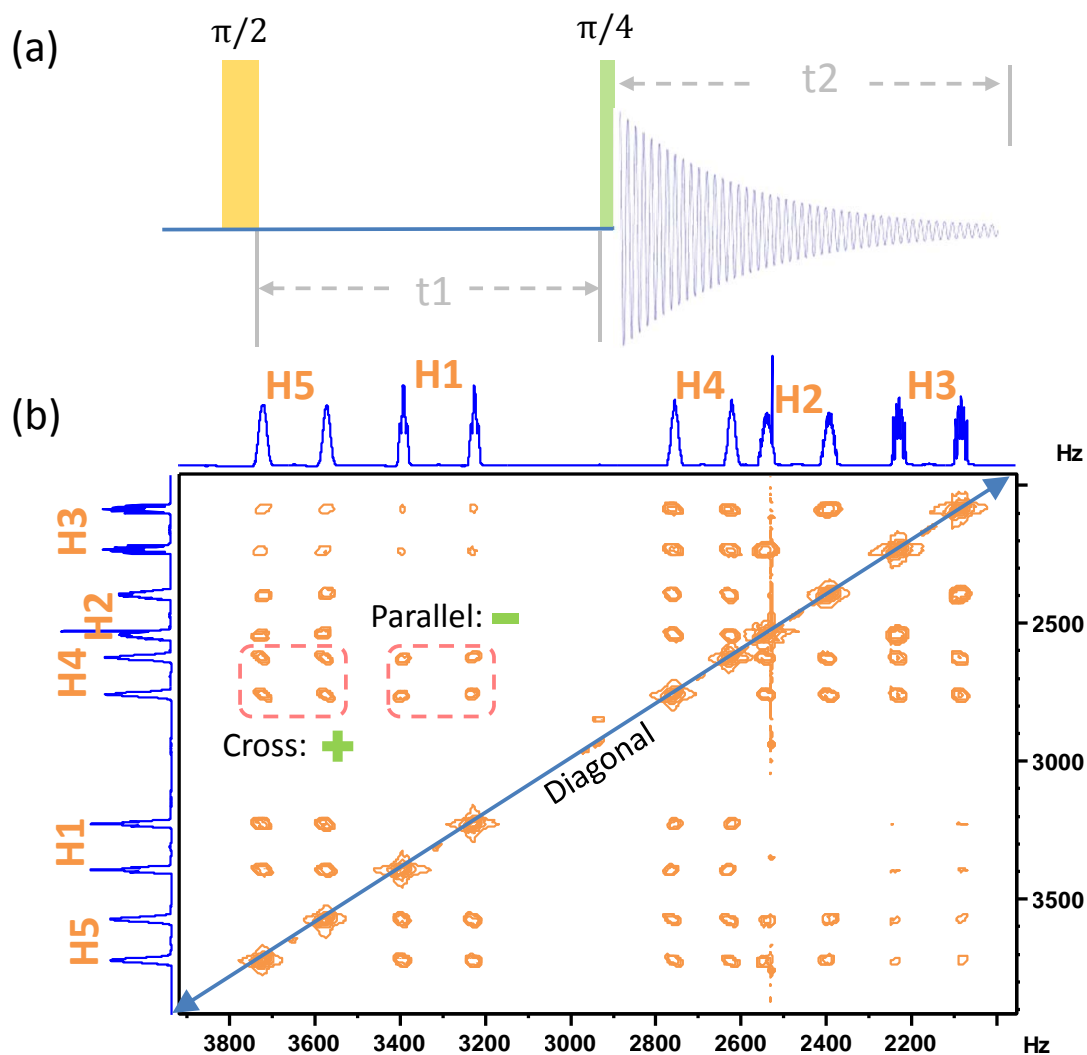 (a)
π/2
π/4
t2
t1
(b)
H5
H1
H4
H2
H3
Hz
H3
H2
H4
H1
H5
Parallel: −
Cross: +
Diagonal
2500
3000
3500
3800 3600 3400 3200 3000 2800 2600 2400 2200 Hz